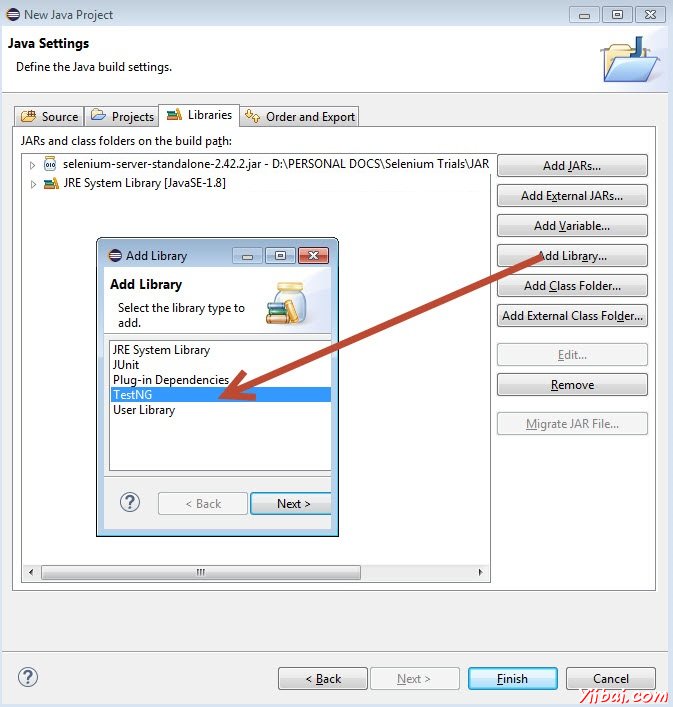 New Java Project
Java Settings
Define the Java build settings.
Source
Projects
Libraries
Order and Export
JARs and class folders on the build path:
selenium-server-standalone-2.42.2.jar - D:\PERSONAL DOCS\Selenium Trials\JAR
JRE System Library [JavaSE-1.8]
Add JARs...
Add External JARs...
Add Variable...
Add Library...
Add Class Folder...
Add External Class Folder...
Edit...
Remove
Migrate JAR File...
Add Library
Add Library
Select the library type to
add.
JRE System Library
JUnit
Plug-in Dependencies
TestNG
User Library
?
< Back
Next >
?
< Back
Next >
Finish
Cancel
Yiibai.com